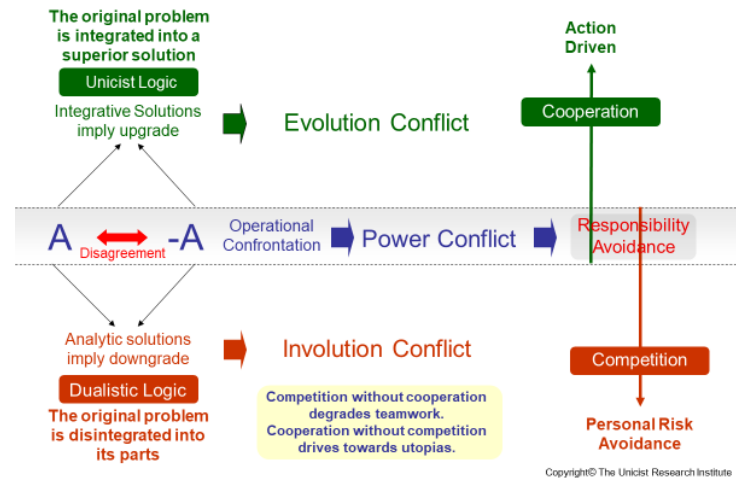 The original problem
is integrated into a
superior solution
Unicist Logic
Integrative Solutions
imply upgrade
Evolution Conflict
Action
Driven
Cooperation
A
Disagreement
-A
Operational
Confrontation
Power Conflict
Responsibility
Avoidance
Analytic solutions
imply downgrade
Dualistic Logic
The original problem
is disintegrated into
its parts
Involution Conflict
Competition without cooperation
degrades teamwork.
Cooperation without competition
drives towards utopias.
Competition
Personal Risk
Avoidance
Copyright© The Unicist Research Institute